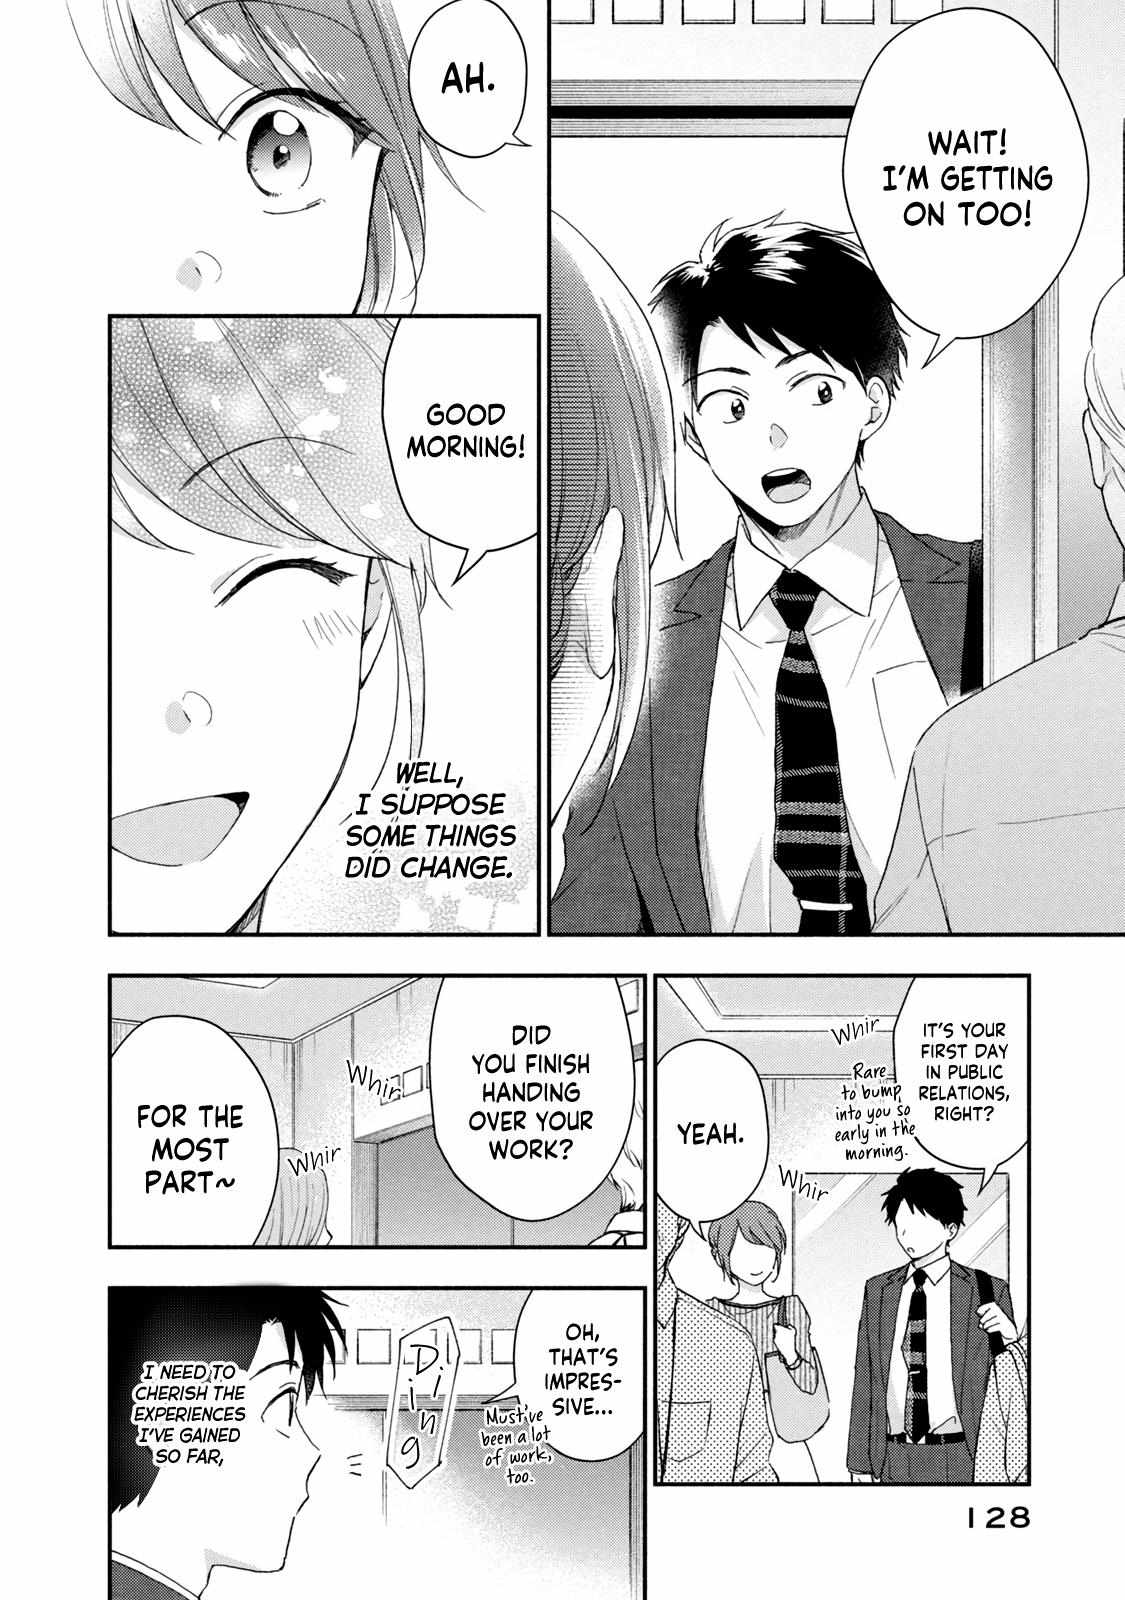 WAIT!
I'M GETTING
ON TOO!
AH.
GOOD
MORNING!
WELL,
I SUPPOSE
SOME THINGS
DID CHANGE.
IT'S YOUR
FIRST DAY
IN PUBLIC
RELATIONS,
RIGHT?
Whir
Rare
to bump
into you so
early in the
morning.
YEAH.
Whir
DID
YOU FINISH
HANDING
OVER YOUR
WORK?
Whir
FOR THE
MOST
PART~
Whir
OH,
THAT'S
IMPRES-
SIVE...
Must've
been a lot
of work,
too.
Ding
I NEED TO
CHERISH THE
EXPERIENCES
I'VE GAINED
SO FAR,
128